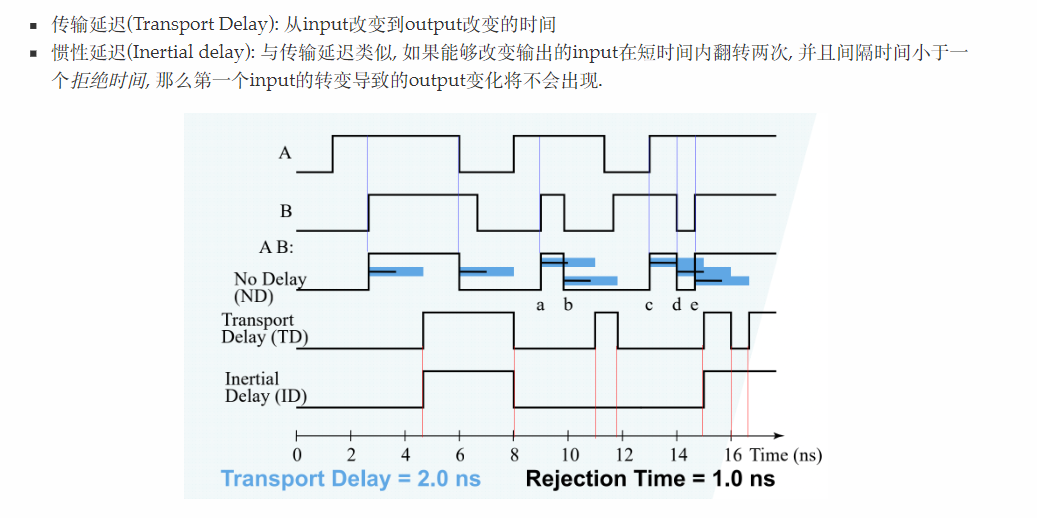 ▪ 传输延迟(Transport Delay): 从input改变到output改变的时间
▪ 惯性延迟(Inertial delay): 与传输延迟类似, 如果能够改变输出的input在短时间内翻转两次, 并且间隔时间小于一
个拒绝时间, 那么第一个input的转变导致的output变化将不会出现.
A
B
A B:
No Delay
(ND)
a b c d e
Transport
Delay (TD)
Inertial
Delay (ID)
0 2 4 6 8 10 12 14 16 Time (ns)
Transport Delay = 2.0 ns Rejection Time = 1.0 ns